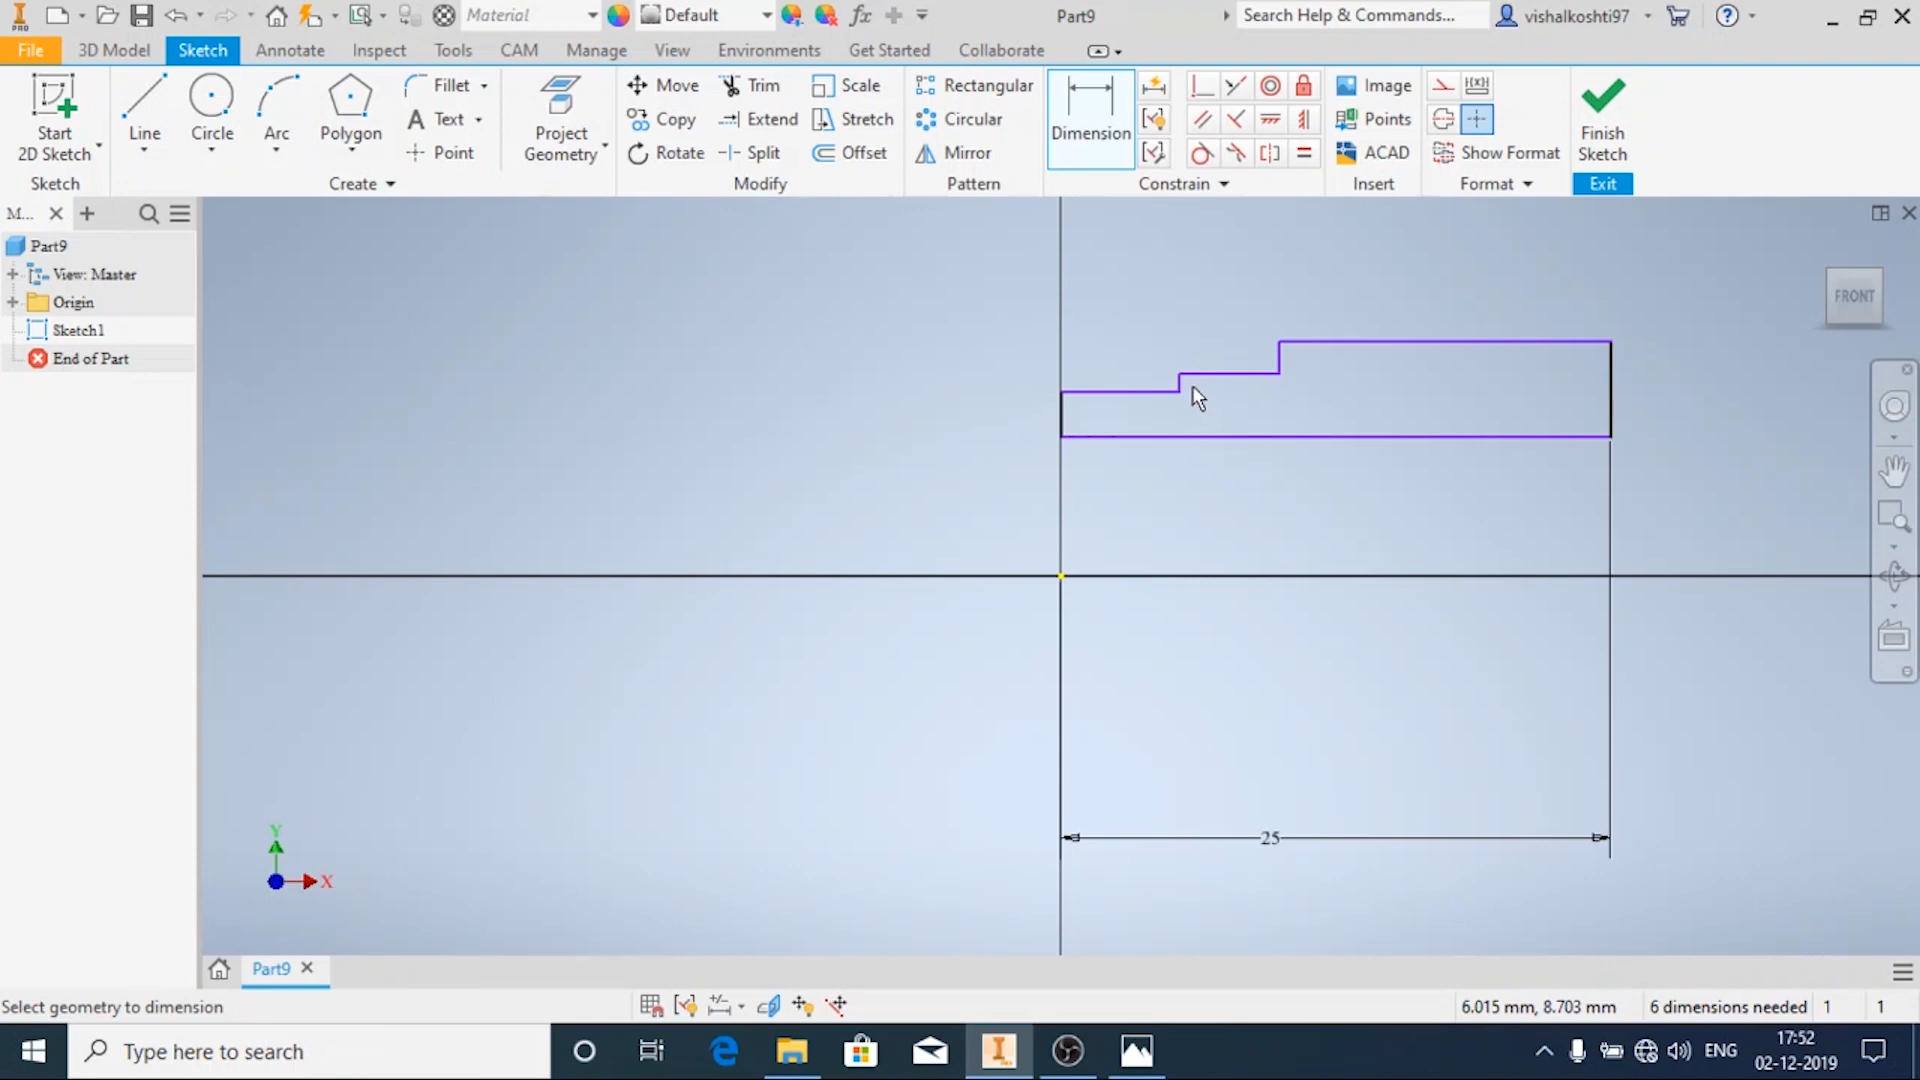 Material
Default
fx
Part9
Search Help & Commands...
vishalkoshti97
PRO
File
3D Model
Sketch
Annotate
Inspect
Tools
CAM
Manage
View
Environments
Get Started
Collaborate
Start
2D Sketch
Line
Circle
Arc
Polygon
Fillet
Text
Point
Project
Geometry
Move
Copy
Rotate
Trim
Extend
Split
Scale
Stretch
Offset
Rectangular
Circular
Mirror
Dimension
Image
Points
ACAD
Show Format
Finish
Sketch
Sketch
Create
Modify
Pattern
Constrain
Insert
Format
Exit
M...
Part9
View: Master
Origin
Sketch1
End of Part
FRONT
25
Y
X
Part9
Select geometry to dimension
6.015 mm, 8.703 mm
6 dimensions needed
1
1
Type here to search
ENG
17:52
02-12-2019